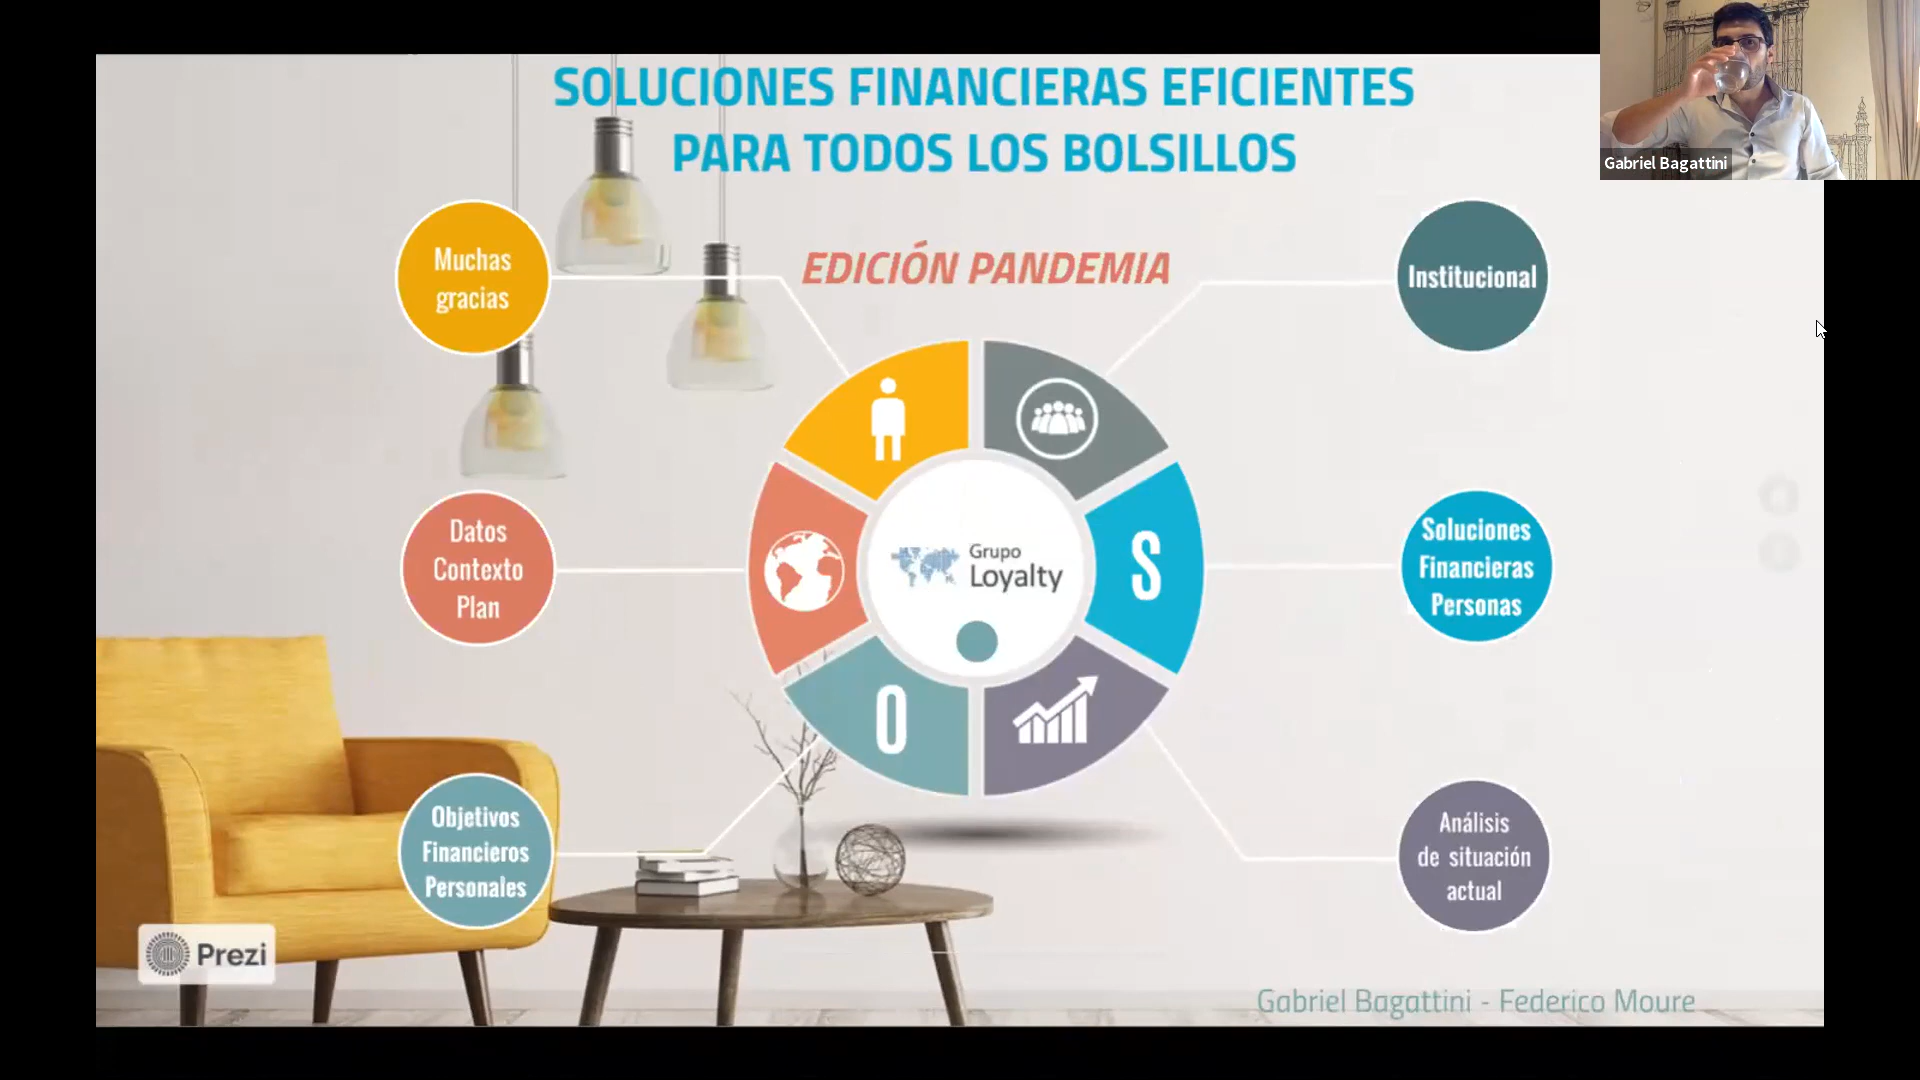 SOLUCIONES FINANCIERAS EFICIENTES
PARA TODOS LOS BOLSILLOS
Gabriel Bagattini
EDICIÓN PANDEMIA
Muchas
gracias
Institucional
Datos
Contexto
Plan
Grupo
Loyalty
S
Soluciones
Financieras
Personas
O
Objetivos
Financieros
Personales
Análisis
de situación
actual
Prezi
Gabriel Bagattini - Federico Moure